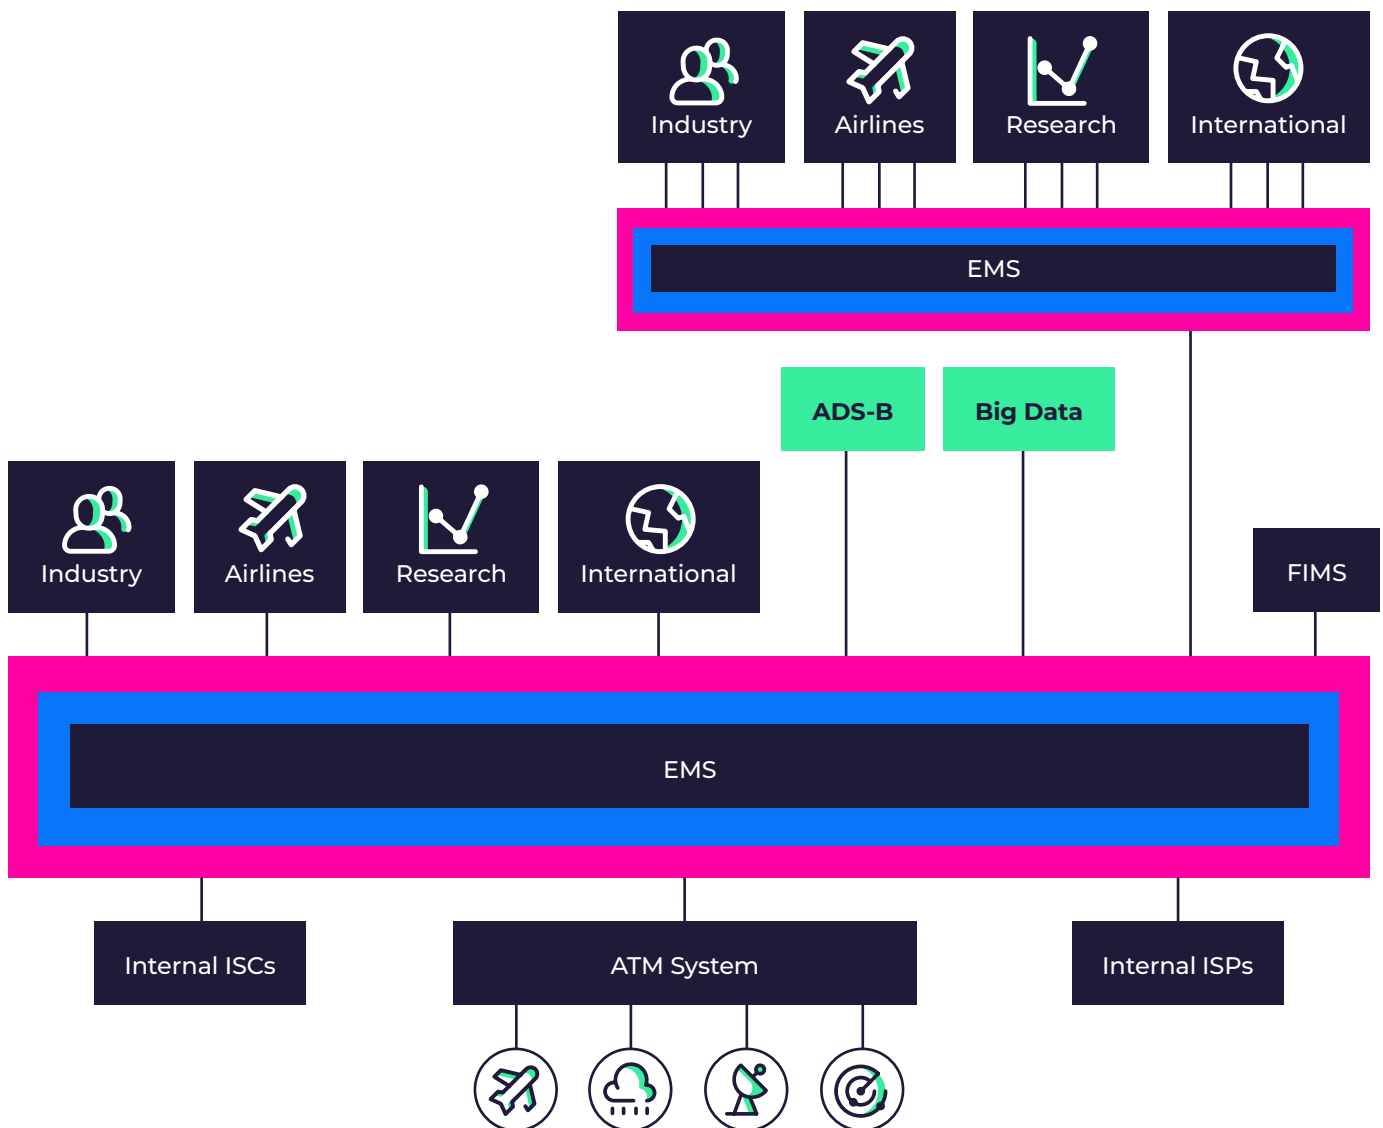 Industry
Airlines
Research
International
EMS
ADS-B
Big Data
Industry
Airlines
Research
International
FIMS
EMS
Internal ISCs
ATM System
Internal ISPs